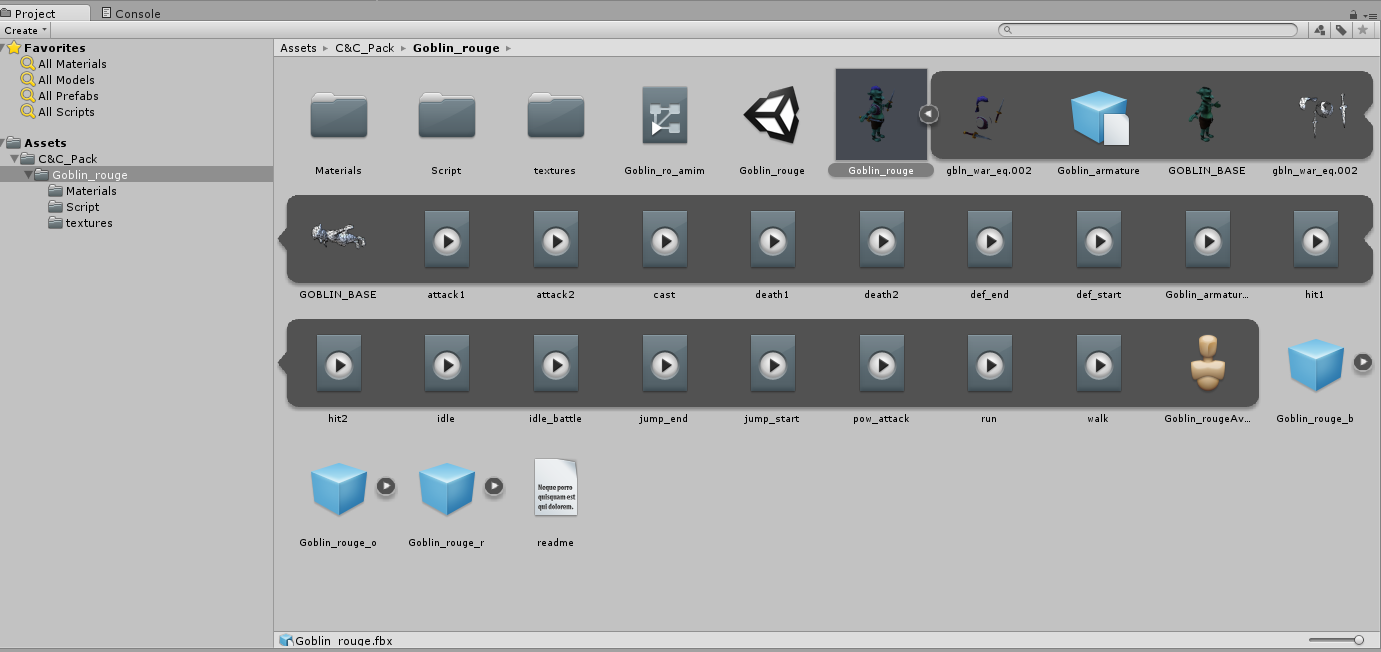 Project
Console
Create
Favorites
All Materials
All Models
All Prefabs
All Scripts
Assets
C&C_Pack
Goblin_rouge
Materials
Script
textures
Assets C&C_Pack Goblin_rouge
Materials Script textures Goblin_ro_amim Goblin_rouge Goblin_rouge gbln_war_eq.002 Goblin_armature GOBLIN_BASE gbln_war_eq.002
GOBLIN_BASE attack1 attack2 cast death1 death2 def_end def_start Goblin_armatur... hit1
hit2 idle idle_battle jump_end jump_start pow_attack run walk Goblin_rougeAv... Goblin_rouge_b
Neque porro
quisquam est
qui dolorem.
Goblin_rouge_o Goblin_rouge_r readme
Goblin_rouge.fbx